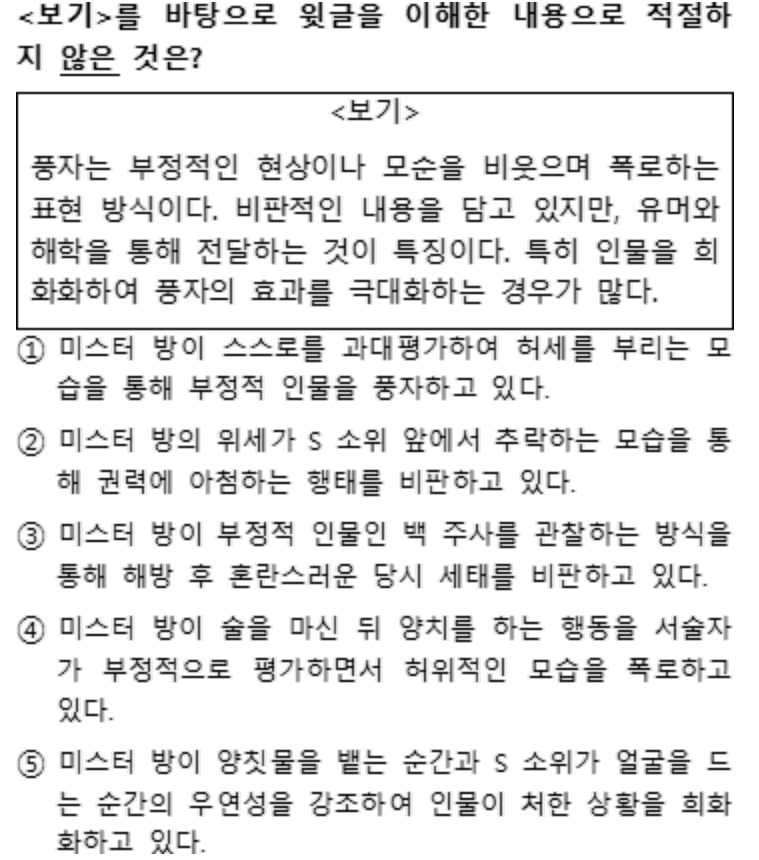 <보기>를 바탕으로 윗글을 이해한 내용으로 적절하
지 않은 것은?
<보기>
풍자는 부정적인 현상이나 모순을 비웃으며 폭로하는
표현 방식이다. 비판적인 내용을 담고 있지만, 유머와
해학을 통해 전달하는 것이 특징이다. 특히 인물을 희
화화하여 풍자의 효과를 극대화하는 경우가 많다.
① 미스터 방이 스스로를 과대평가하여 허세를 부리는 모
습을 통해 부정적 인물을 풍자하고 있다.
② 미스터 방의 위세가 S 소위 앞에서 추락하는 모습을 통
해 권력에 아첨하는 행태를 비판하고 있다.
③ 미스터 방이 부정적 인물인 백 주사를 관찰하는 방식을
통해 해방 후 혼란스러운 당시 세태를 비판하고 있다.
④ 미스터 방이 술을 마신 뒤 양치를 하는 행동을 서술자
가 부정적으로 평가하면서 허위적인 모습을 폭로하고
있다.
⑤ 미스터 방이 양칫물을 뱉는 순간과 S 소위가 얼굴을 드
는 순간의 우연성을 강조하여 인물이 처한 상황을 희화
화하고 있다.